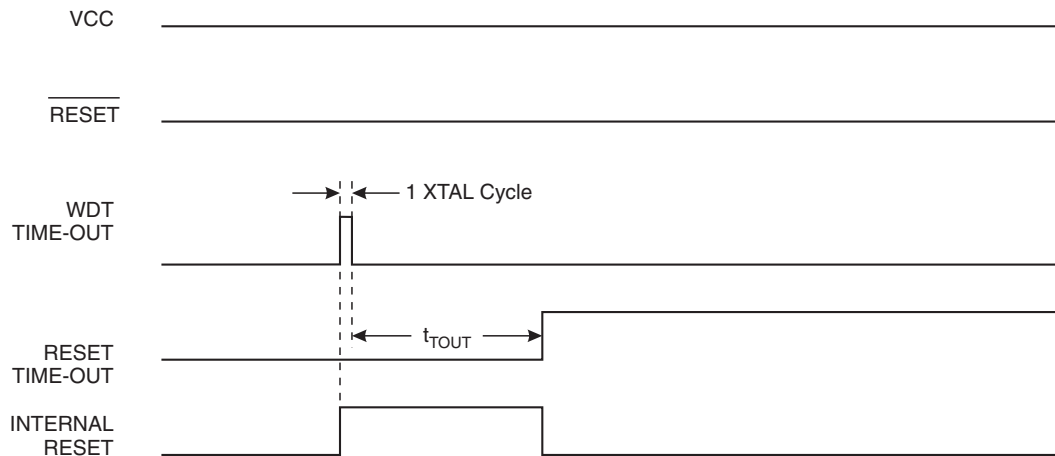 VCC
RESET
1 XTAL Cycle
WDT
TIME-OUT
tTOUT
RESET
TIME-OUT
INTERNAL
RESET